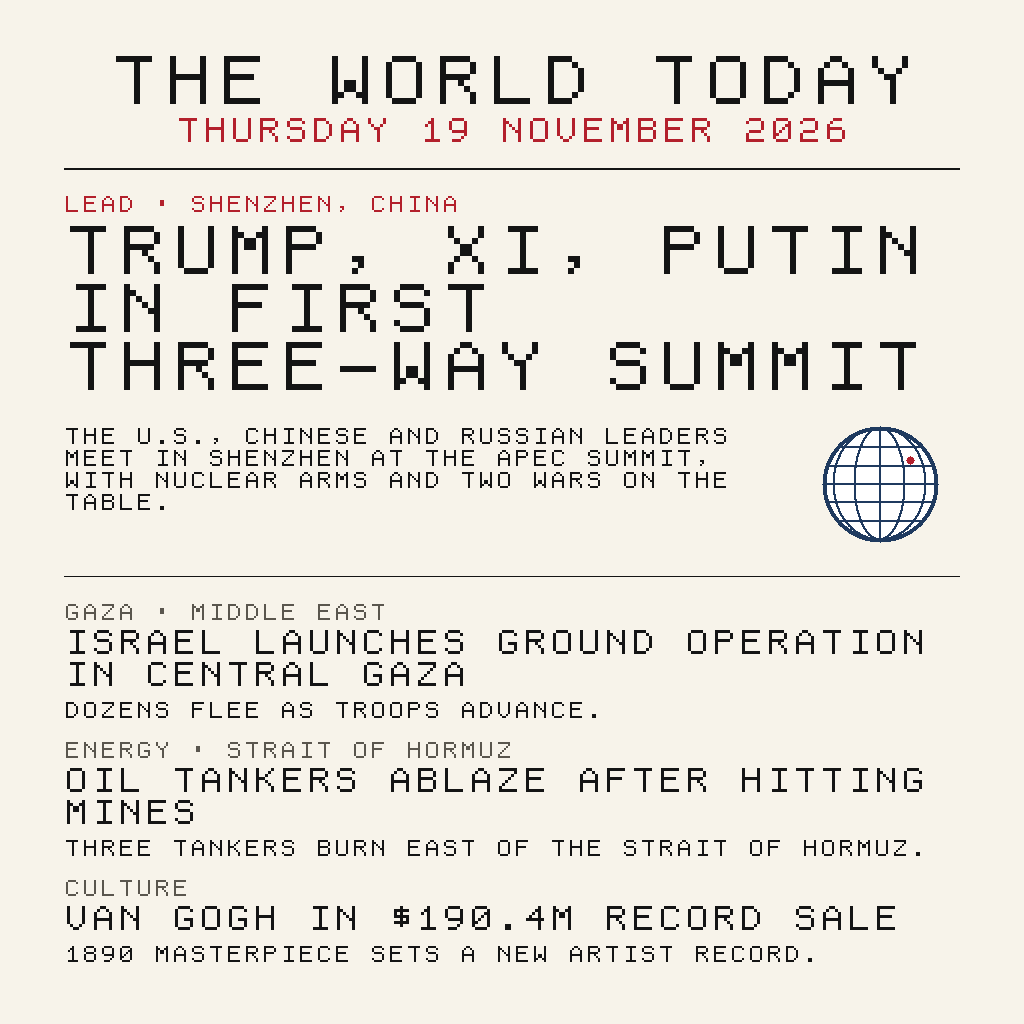 THE WORLD TODAY
THURSDAY 19 NOVEMBER 2026
LEAD · SHENZHEN, CHINA
TRUMP, XI, PUTIN
IN FIRST
THREE-WAY SUMMIT
THE U.S., CHINESE AND RUSSIAN LEADERS
MEET IN SHENZHEN AT THE APEC SUMMIT,
WITH NUCLEAR ARMS AND TWO WARS ON THE
TABLE.
GAZA · MIDDLE EAST
ISRAEL LAUNCHES GROUND OPERATION
IN CENTRAL GAZA
DOZENS FLEE AS TROOPS ADVANCE.
ENERGY · STRAIT OF HORMUZ
OIL TANKERS ABLAZE AFTER HITTING
MINES
THREE TANKERS BURN EAST OF THE STRAIT OF HORMUZ.
CULTURE
VAN GOGH IN $190.4M RECORD SALE
1890 MASTERPIECE SETS A NEW ARTIST RECORD.